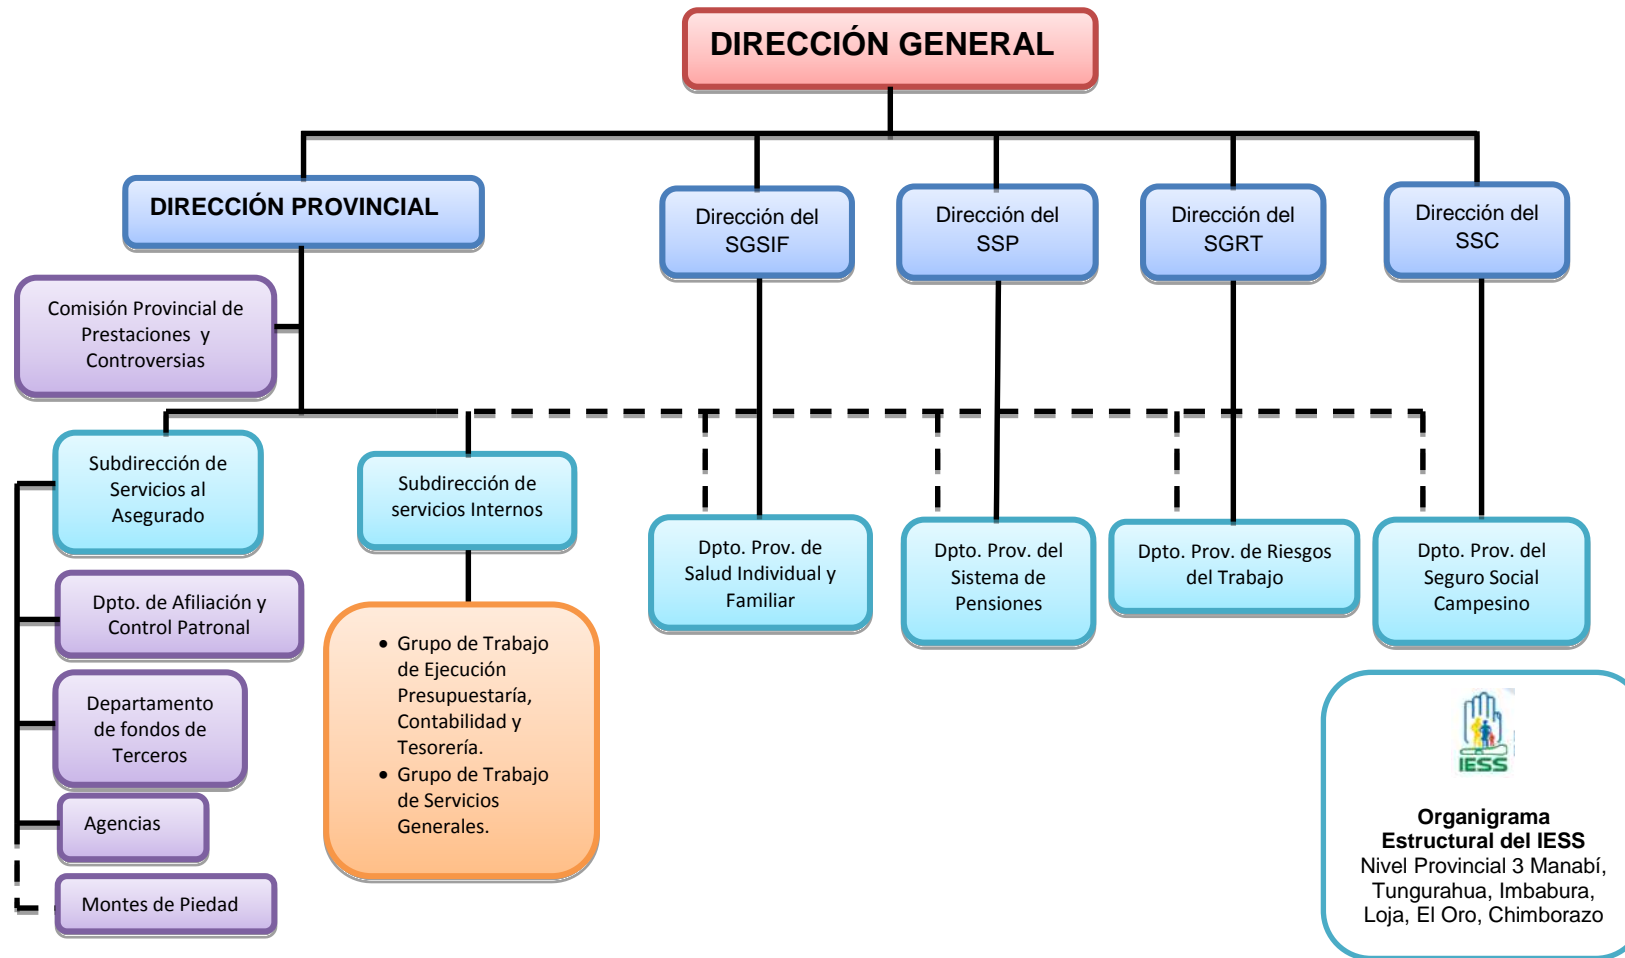 DIRECCIÓN GENERAL
DIRECCIÓN PROVINCIAL
Dirección del
SGSIF
Dirección del
SSP
Dirección del
SGRT
Dirección del
SSC
Comisión Provincial de
Prestaciones y
Controversias
Subdirección de
Servicios al
Asegurado
Subdirección de
servicios Internos
Dpto. Prov. de
Salud Individual y
Familiar
Dpto. Prov. del
Sistema de
Pensiones
Dpto. Prov. de Riesgos
del Trabajo
Dpto. Prov. del
Seguro Social
Campesino
Dpto. de Afiliación y
Control Patronal
Departamento
de fondos de
Terceros
Agencias
Montes de Piedad
• Grupo de Trabajo
de Ejecución
Presupuestaría,
Contabilidad y
Tesorería.
• Grupo de Trabajo
de Servicios
Generales.
IESS
Organigrama
Estructural del IESS
Nivel Provincial 3 Manabí,
Tungurahua, Imbabura,
Loja, El Oro, Chimborazo